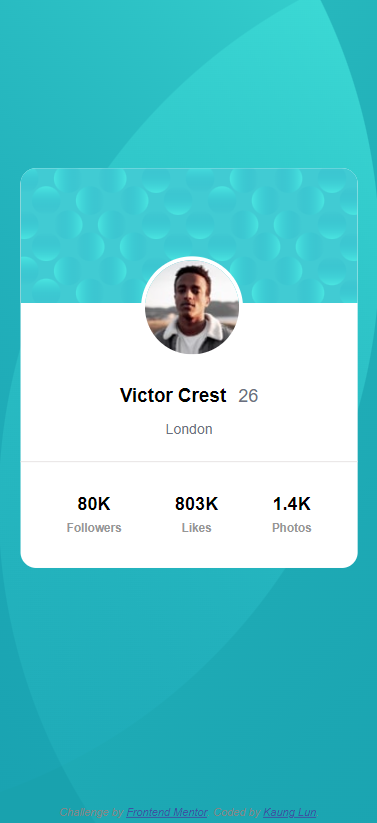 Victor Crest 26
London
80K 803K 1.4K
Followers Likes Photos
Challenge by Frontend Mentor. Coded by Kaung Lun